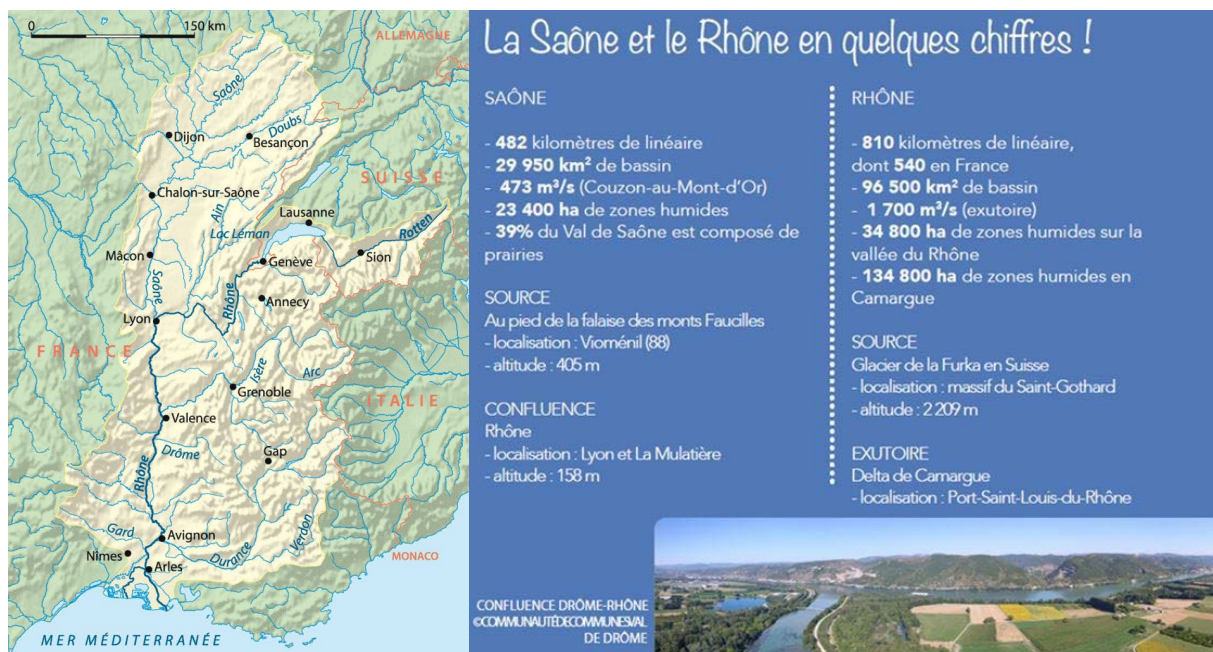 0 150 km
ALLEMAGNE
Saône
Doubs
Dijon
Besançon
SUISSE
Chalon-sur-Saône
Ain
Lausanne
Lac Léman
Rotten
Mâcon
Genève
Sion
Saône
Rhône
Annecy
Lyon
FRANCE
Isère
Arc
Grenoble
ITALIE
Valence
Drôme
Rhône
Gap
Gard
Avignon
Durance
Verdon
Nîmes
Arles
MONACO
MER MÉDITERRANÉE
La Saône et le Rhône en quelques chiffres !
SAÔNE
- 482 kilomètres de linéaire
- 29 950 km² de bassin
- 473 m³/s (Couzon-au-Mont-d’Or)
- 23 400 ha de zones humides
- 39% du Val de Saône est composé de
prairies
SOURCE
Au pied de la falaise des monts Faucilles
- localisation : Vioménil (88)
- altitude : 405 m
CONFLUENCE
Rhône
- localisation : Lyon et La Mulatière
- altitude : 158 m
RHÔNE
- 810 kilomètres de linéaire,
dont 540 en France
- 96 500 km² de bassin
- 1 700 m³/s (exutoire)
- 34 800 ha de zones humides sur la
vallée du Rhône
- 134 800 ha de zones humides en
Camargue
SOURCE
Glacier de la Furka en Suisse
- localisation : massif du Saint-Gothard
- altitude : 2 209 m
EXUTOIRE
Delta de Camargue
- localisation : Port-Saint-Louis-du-Rhône
CONFLUENCE DRÔME-RHÔNE
©COMMUNAUTÉDECOMMUNESVAL
DE DRÔME